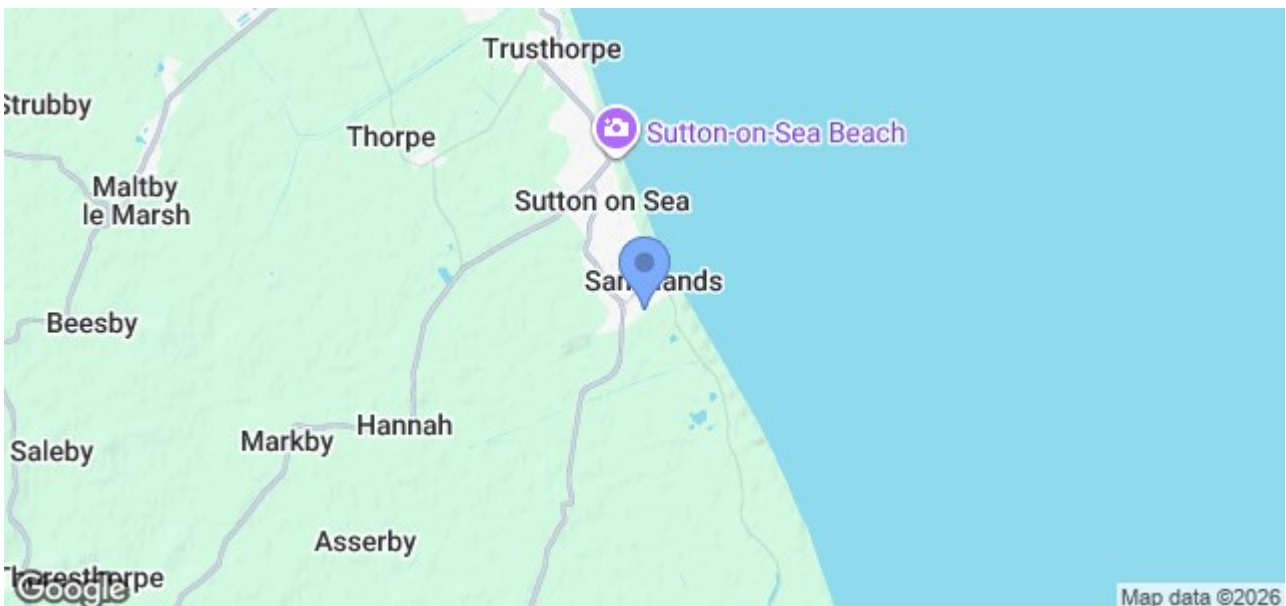 Trusthorpe
Strubby
Thorpe
Sutton-on-Sea Beach
Maltby
le Marsh
Sutton on Sea
Beesby
Hannah
Markby
Saleby
Asserby
Google
Map data ©2026